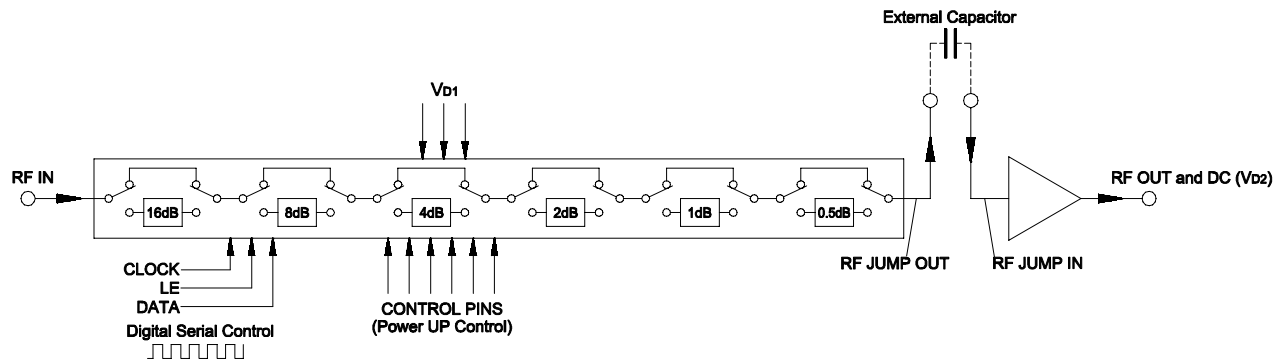 External Capacitor
VD1
RF IN
RF OUT and DC (VD2)
16dB
8dB
4dB
2dB
1dB
0.5dB
RF JUMP OUT
RF JUMP IN
CLOCK
LE
DATA
CONTROL PINS
(Power UP Control)
Digital Serial Control